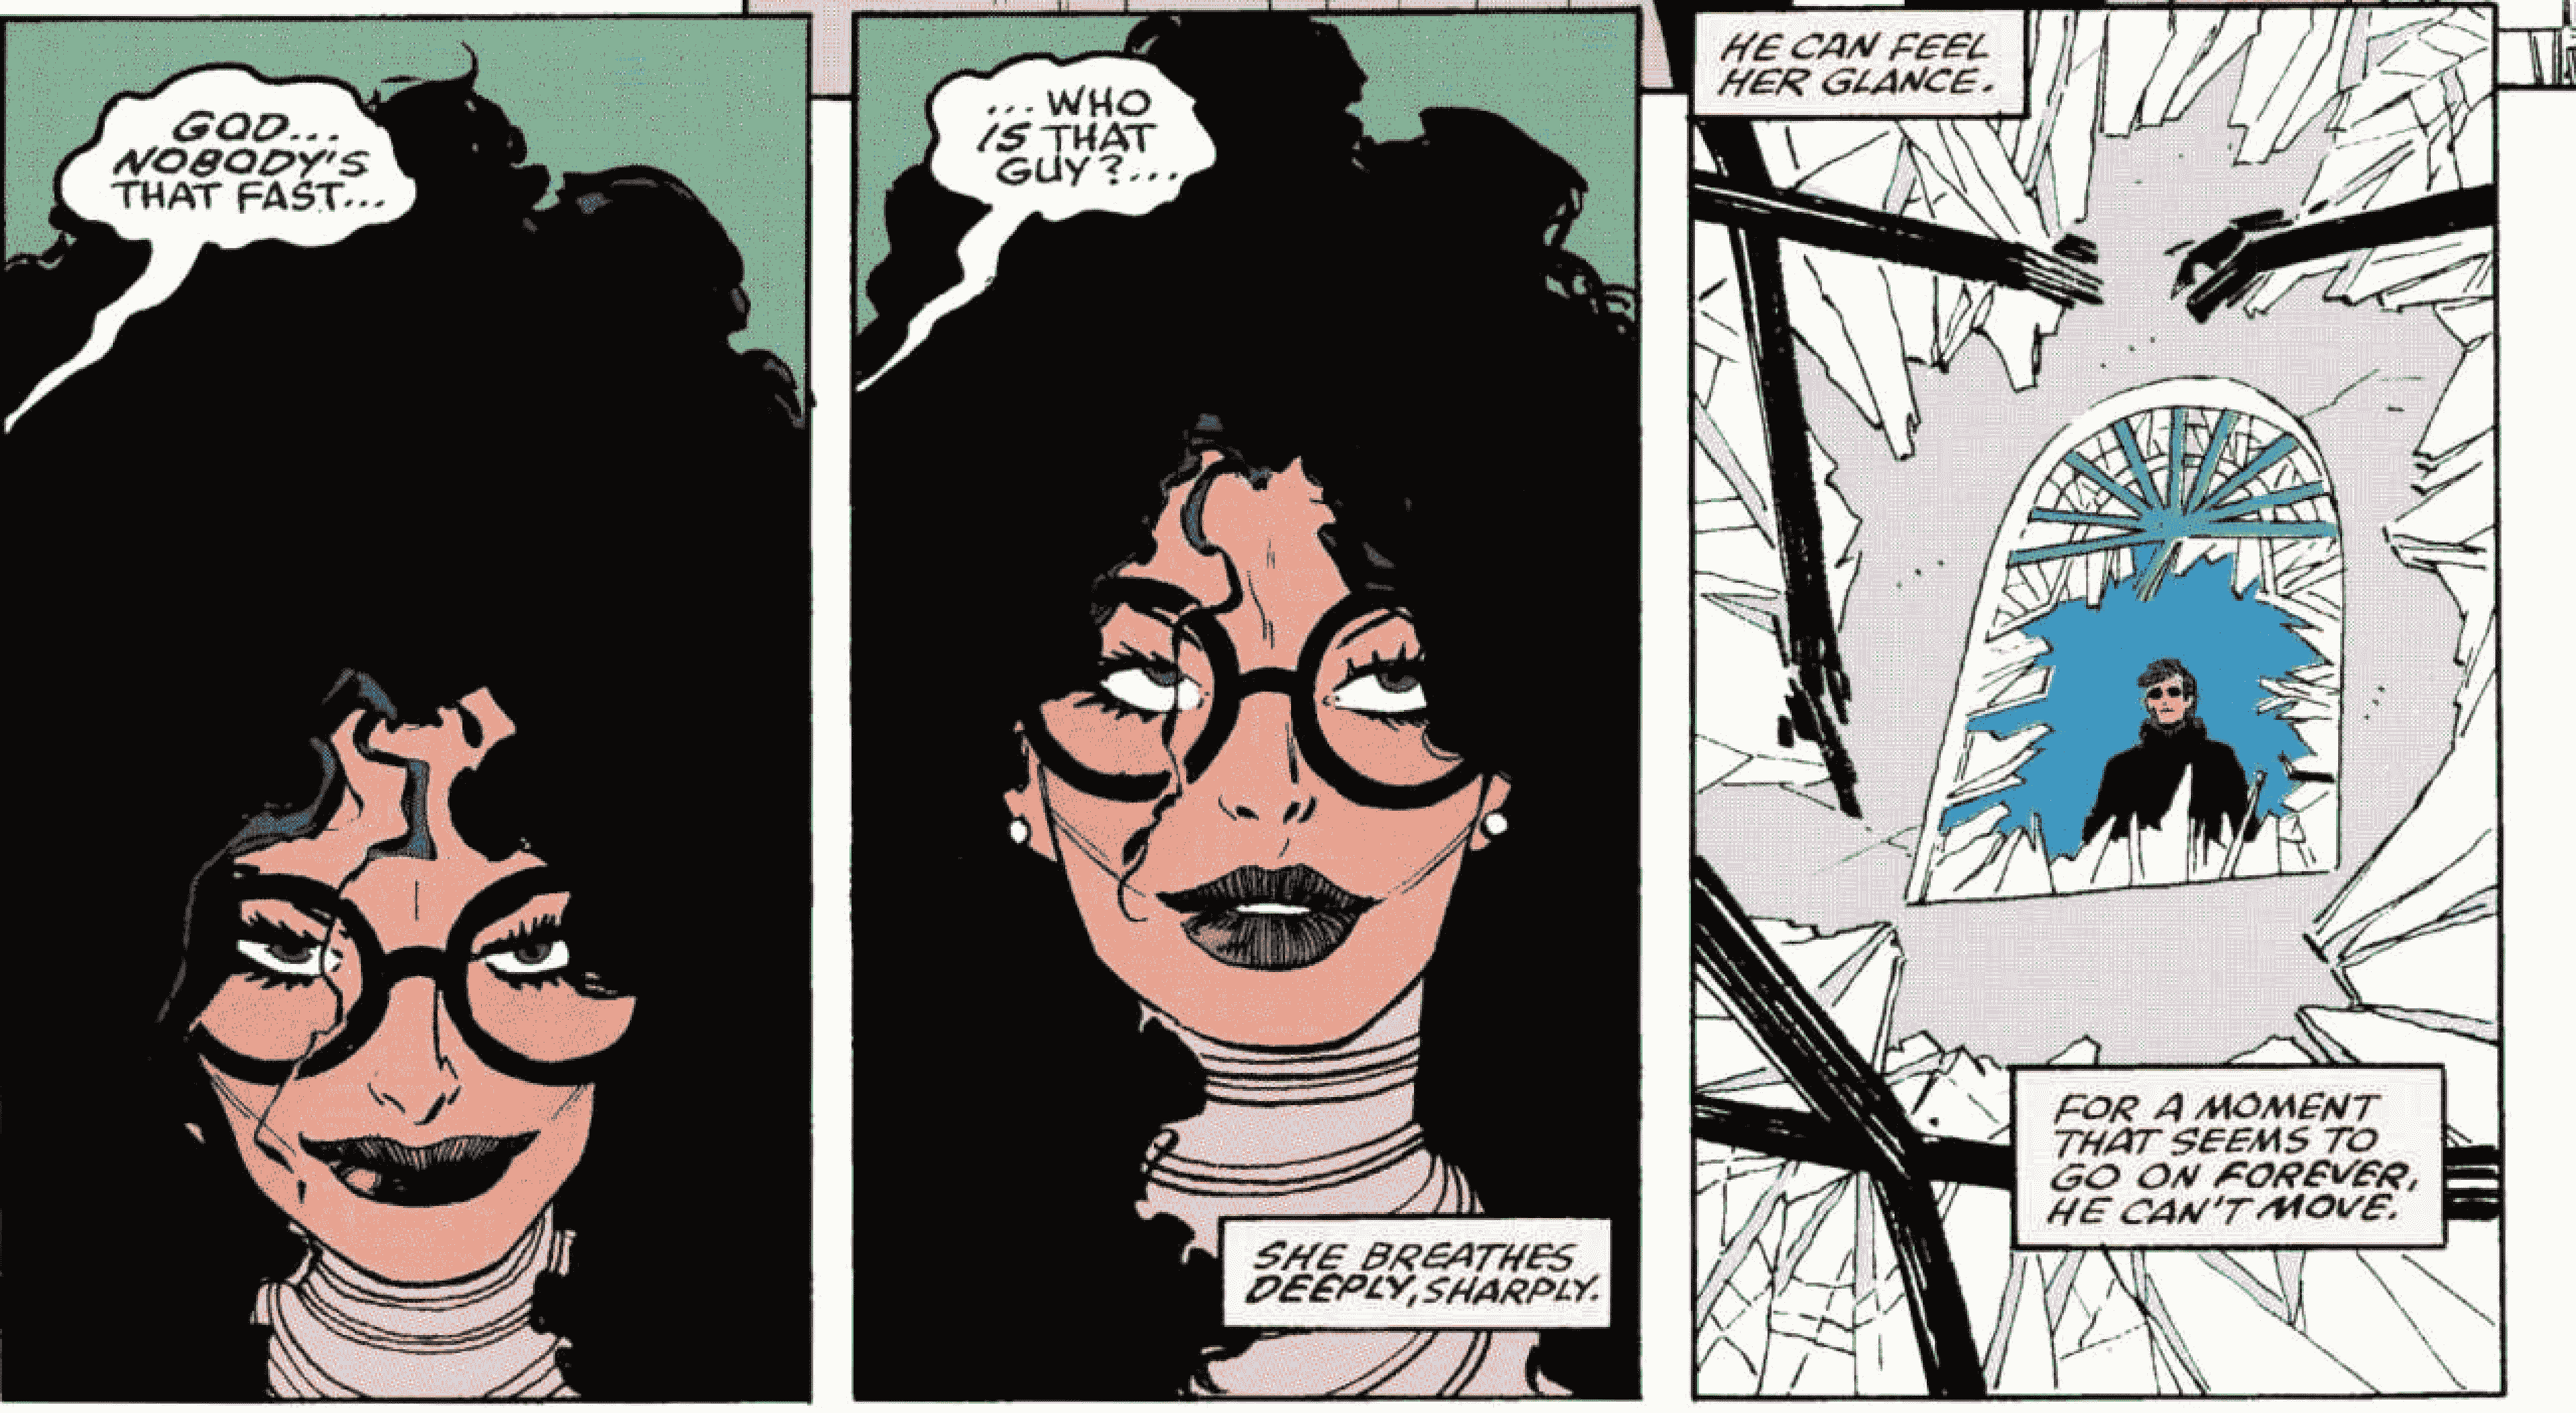 GOD...
NOBODY'S
THAT FAST...
...WHO
IS THAT
GUY?...
SHE BREATHES
DEEPLY, SHARPLY.
HE CAN FEEL
HER GLANCE.
FOR A MOMENT
THAT SEEMS TO
GO ON FOREVER,
HE CAN'T MOVE.